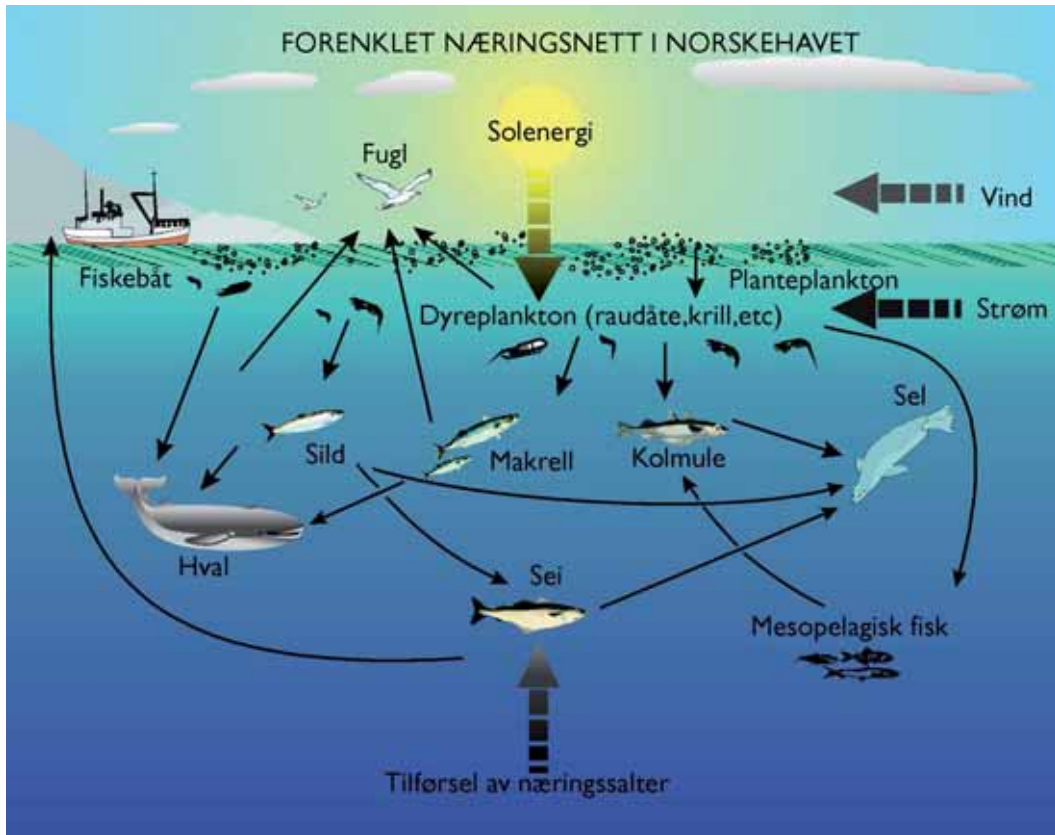 FORENKLET NÆRINGSNETT I NORSKEHAVET
Solenergi
Fugl
Vind
Fiskebåt
Planteplankton
Strøm
Dyreplankton (raudåte,krill,etc)
Sel
Sild
Makrell
Kolmule
Hval
Sei
Mesopelagisk fisk
Tilførsel av næringssalter